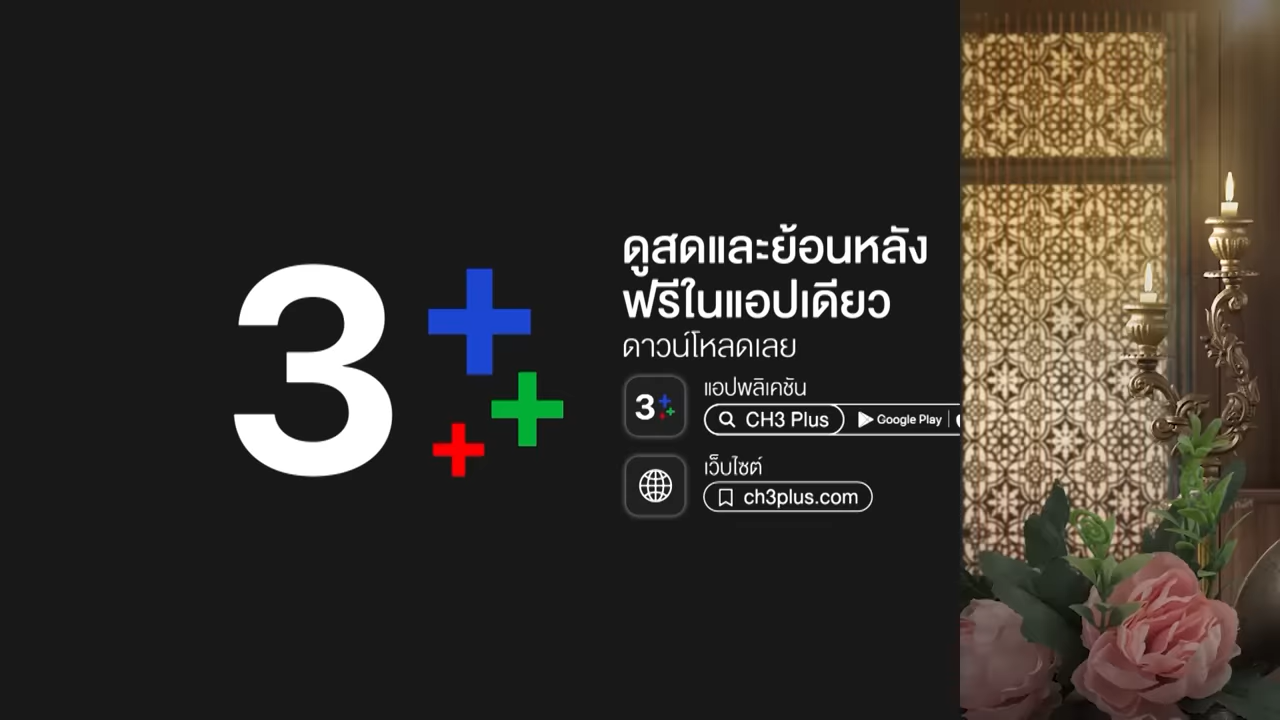 3
ดูสดและย้อนหลัง
ฟรีในแอปเดียว
ดาวน์โหลดเลย
3
แอปพลิเคชัน
CH3 Plus
Google Play
เว็บไซต์
ch3plus.com